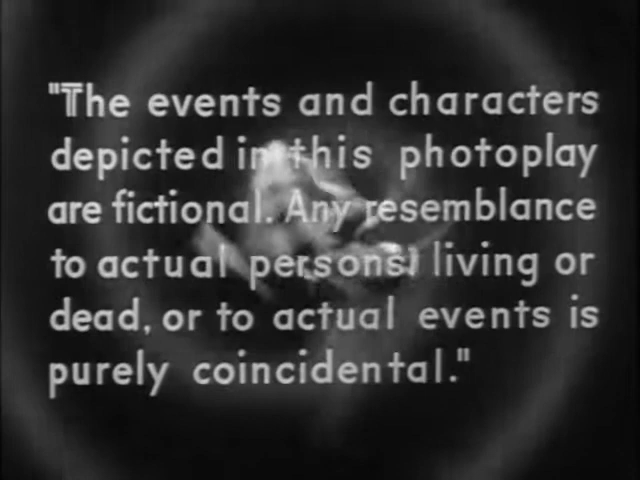 "The events and characters
depicted in this photoplay
are fictional. Any resemblance
to actual persons, living or
dead, or to actual events is
purely coincidental."